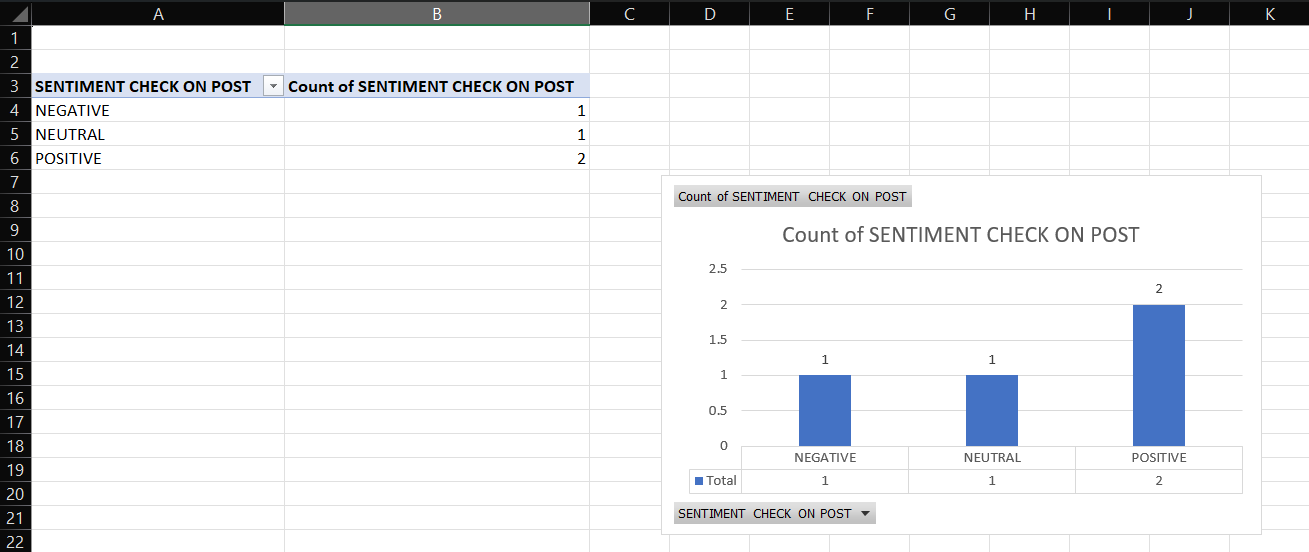 A B C D E F G H I J K
1
2
3 SENTIMENT CHECK ON POST Count of SENTIMENT CHECK ON POST
4 NEGATIVE 1
5 NEUTRAL 1
6 POSITIVE 2
7
8
9
10
11
12
13
14
15
16
17
18
19
20
21
22
Count of SENTIMENT CHECK ON POST
Count of SENTIMENT CHECK ON POST
2.5
2
1.5
1
0.5
0
1 1 2
NEGATIVE NEUTRAL POSITIVE
Total 1 1 2
SENTIMENT CHECK ON POST